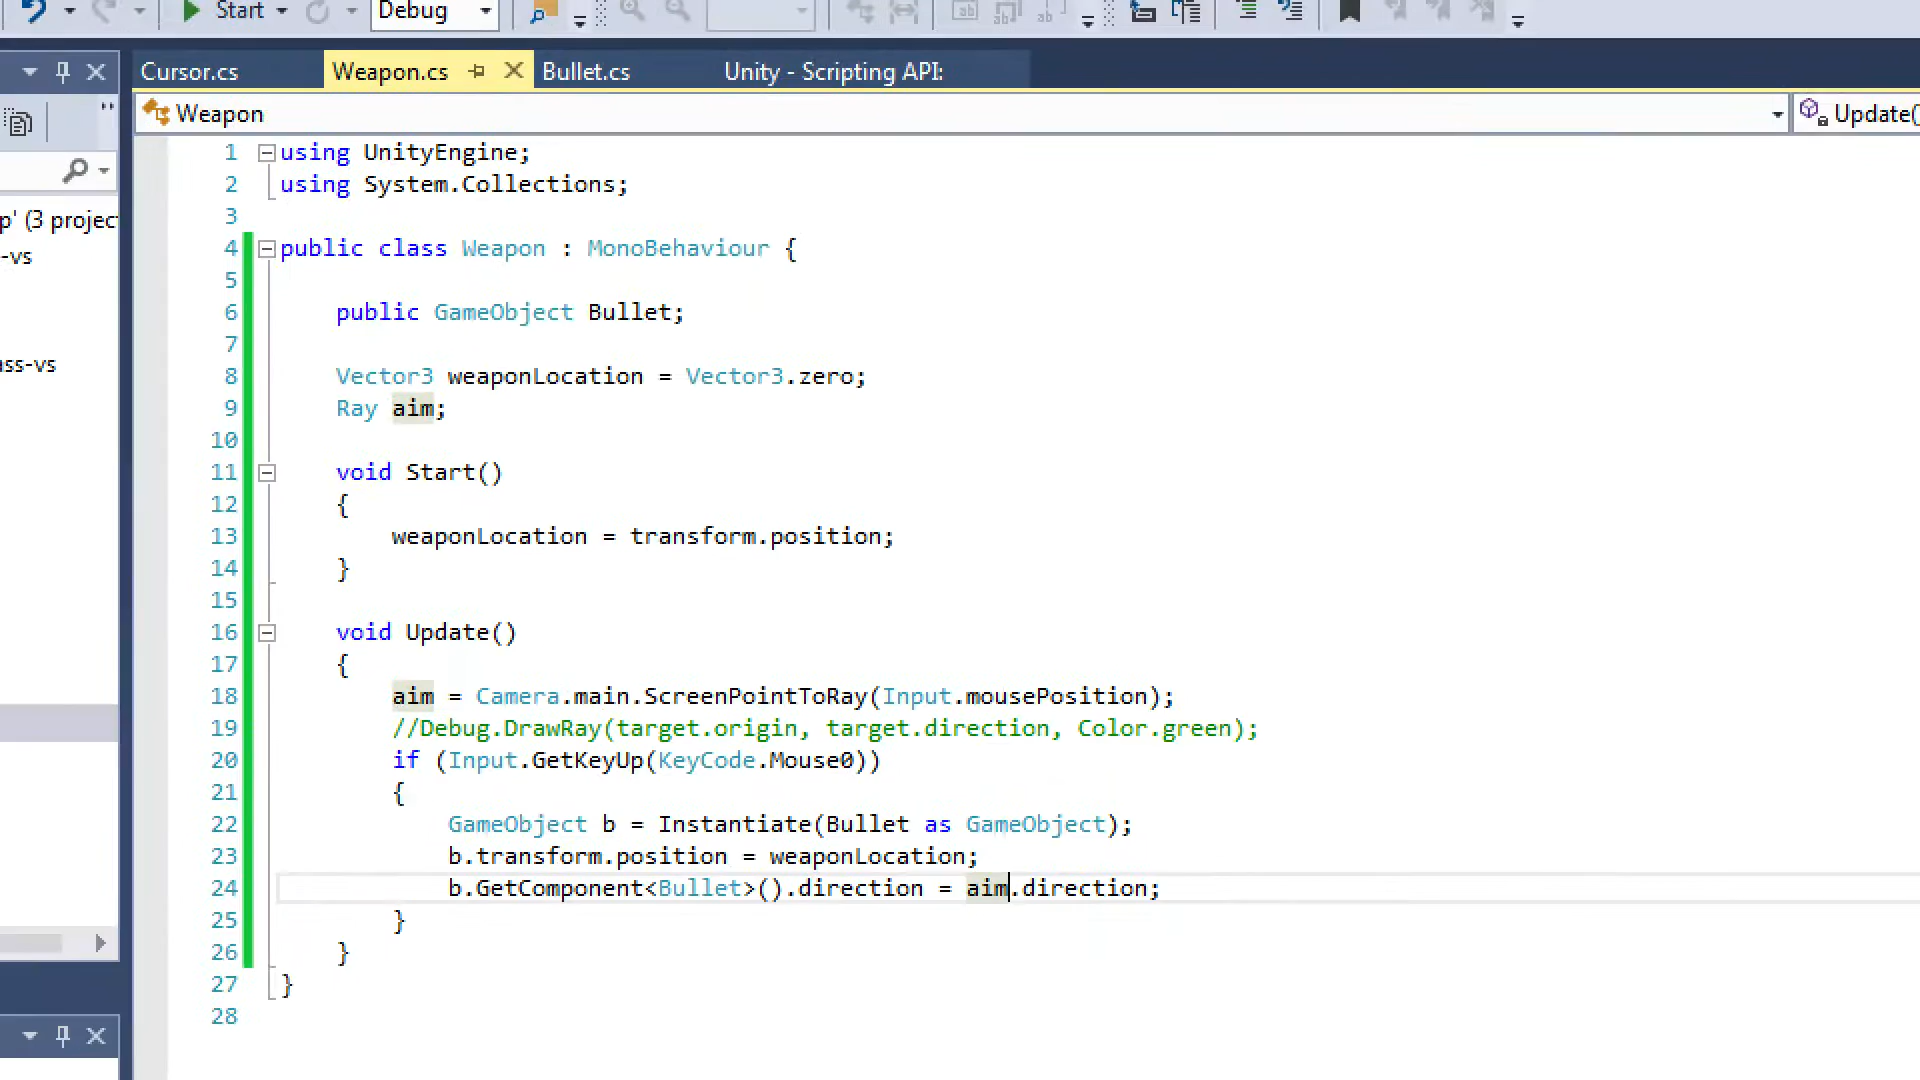 Start
Debug
Cursor.cs
Weapon.cs
Bullet.cs
Unity - Scripting API:
Weapon
Update()
p' (3 project
-vs
ass-vs
1 using UnityEngine;
2 using System.Collections;
3
4 public class Weapon : MonoBehaviour {
5
6 public GameObject Bullet;
7
8 Vector3 weaponLocation = Vector3.zero;
9 Ray aim;
10
11 void Start()
12 {
13 weaponLocation = transform.position;
14 }
15
16 void Update()
17 {
18 aim = Camera.main.ScreenPointToRay(Input.mousePosition);
19 //Debug.DrawRay(target.origin, target.direction, Color.green);
20 if (Input.GetKeyUp(KeyCode.Mouse0))
21 {
22 GameObject b = Instantiate(Bullet as GameObject);
23 b.transform.position = weaponLocation;
24 b.GetComponent<Bullet>().direction = aim.direction;
25 }
26 }
27 }
28